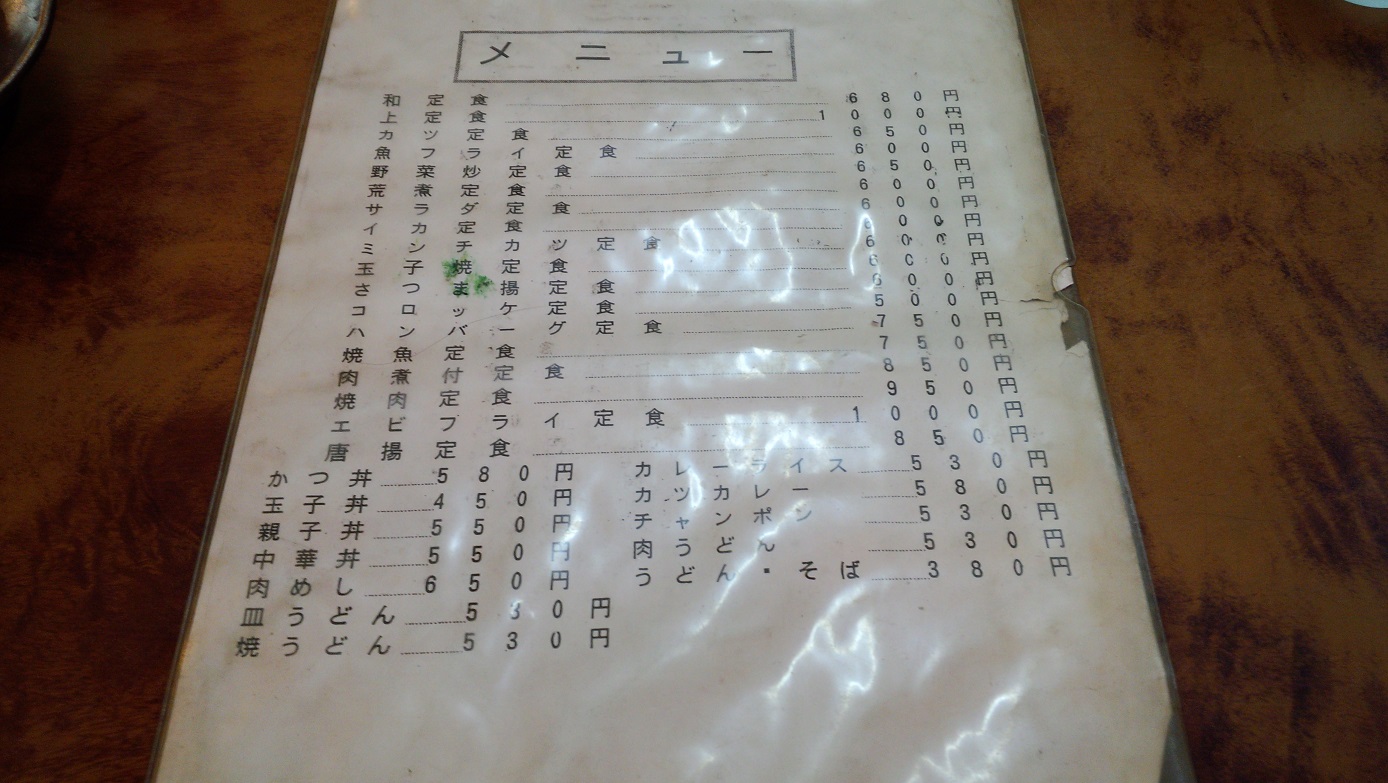 メニュー
和定食 680円
上定食 1000円
カツ定食 650円
魚フライ定食 600円
野菜炒定食 650円
荒煮定食 600円
サラダ定食 600円
イカ定食 600円
ミンチカツ定食 600円
玉子焼定食 600円
さつま揚定食 600円
コロッケ定食 500円
ハンバーグ定食 750円
焼魚定食 750円
肉煮付定食 850円
焼肉定食 950円
エビフライ定食 1000円
唐揚定食 850円
かつ丼 580円
玉子丼 450円
親子丼 550円
中華丼 550円
肉めし 650円
皿うどん 530円
焼うどん 530円
カレーライス 530円
カツカレー 580円
チャンポン 530円
肉うどん 530円
うどん・そば 380円